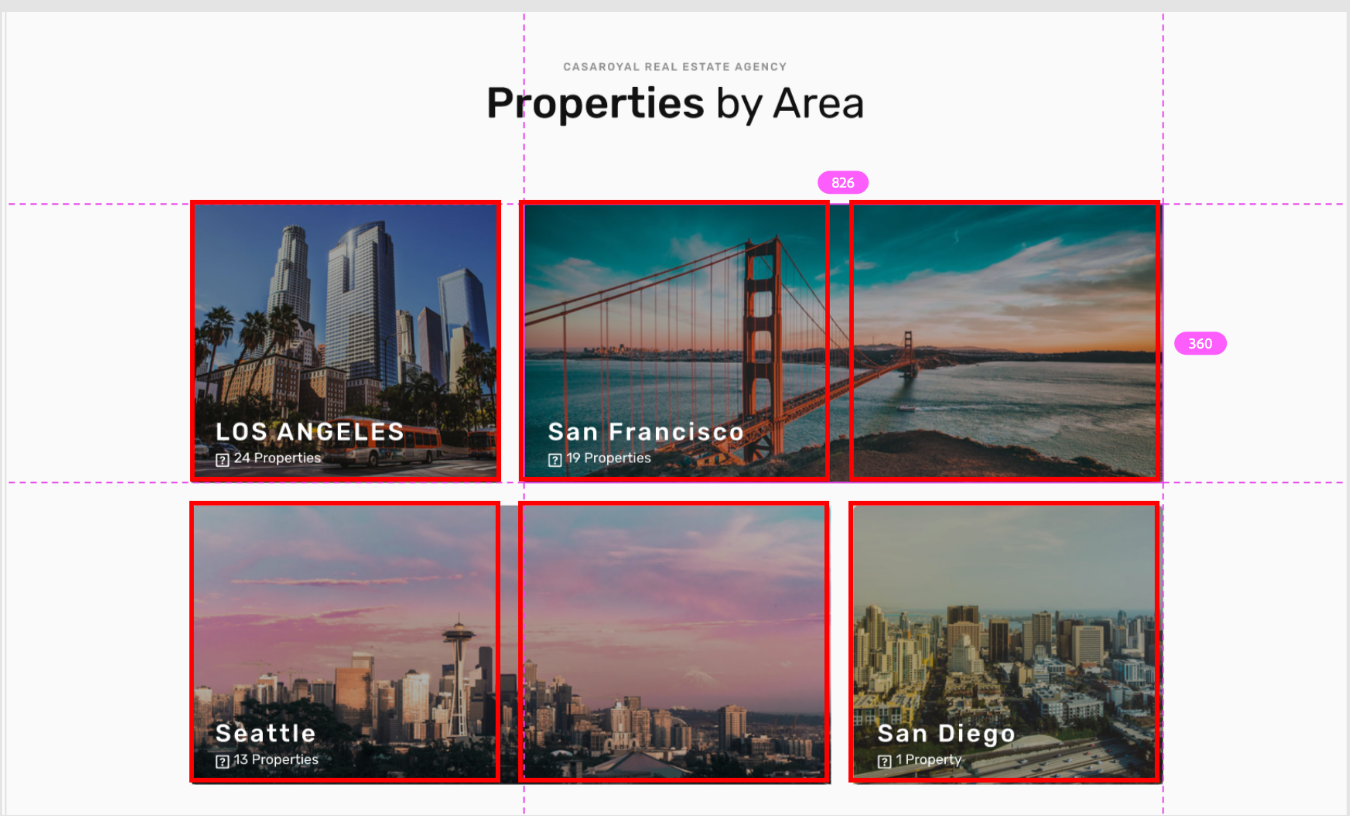 CASAROYAL REAL ESTATE AGENCY
Properties by Area
826
360
LOS ANGELES
24 Properties
San Francisco
19 Properties
Seattle
13 Properties
San Diego
1 Property